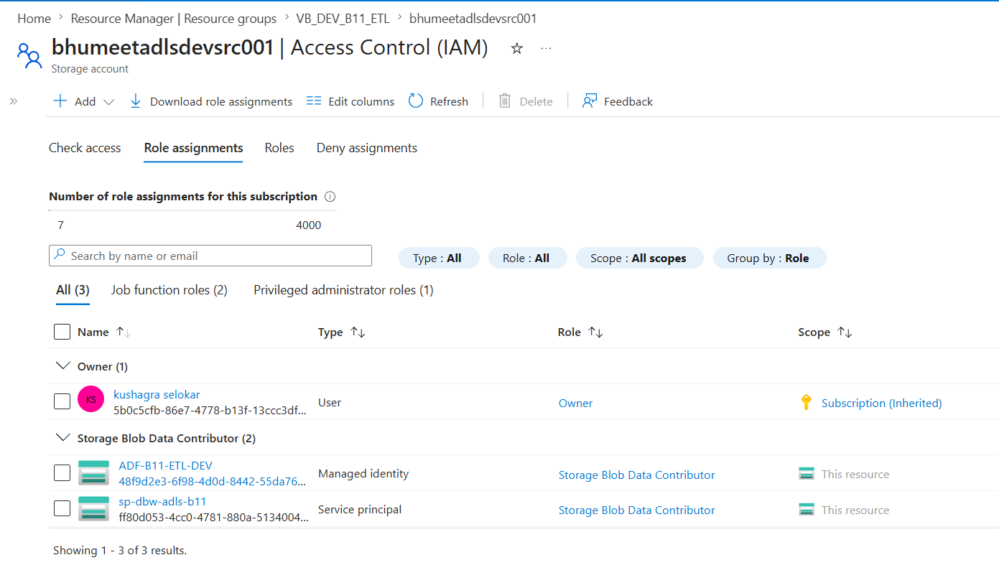 Home > Resource Manager | Resource groups > VB_DEV_B11_ETL > bhumeetadlsdevsrc001
bhumeetadlsdevsrc001 | Access Control (IAM) ☆ ...
Storage account
Add Download role assignments Edit columns Refresh Delete Feedback
Check access Role assignments Roles Deny assignments
Number of role assignments for this subscription
7 4000
Search by name or email Type : All Role : All Scope : All scopes Group by : Role
All (3) Job function roles (2) Privileged administrator roles (1)
Name Type Role Scope
Owner (1)
KS kushagra selokar
5b0c5cfb-86e7-4778-b13f-13ccc3df... User Owner Subscription (Inherited)
Storage Blob Data Contributor (2)
ADF-B11-ETL-DEV
48f9d2e3-6f98-4d0d-8442-55da76... Managed identity Storage Blob Data Contributor This resource
sp-dbw-adls-b11
ff80d053-4cc0-4781-880a-5134004... Service principal Storage Blob Data Contributor This resource
Showing 1 - 3 of 3 results.